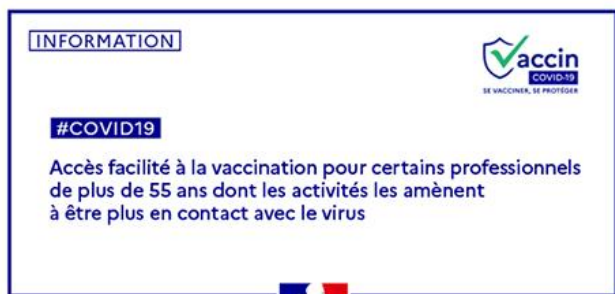 INFORMATION
Vaccin
COVID-19
SE VACCINER, SE PROTÉGER
#COVID19
Accès facilité à la vaccination pour certains professionnels
de plus de 55 ans dont les activités les amènent
à être plus en contact avec le virus